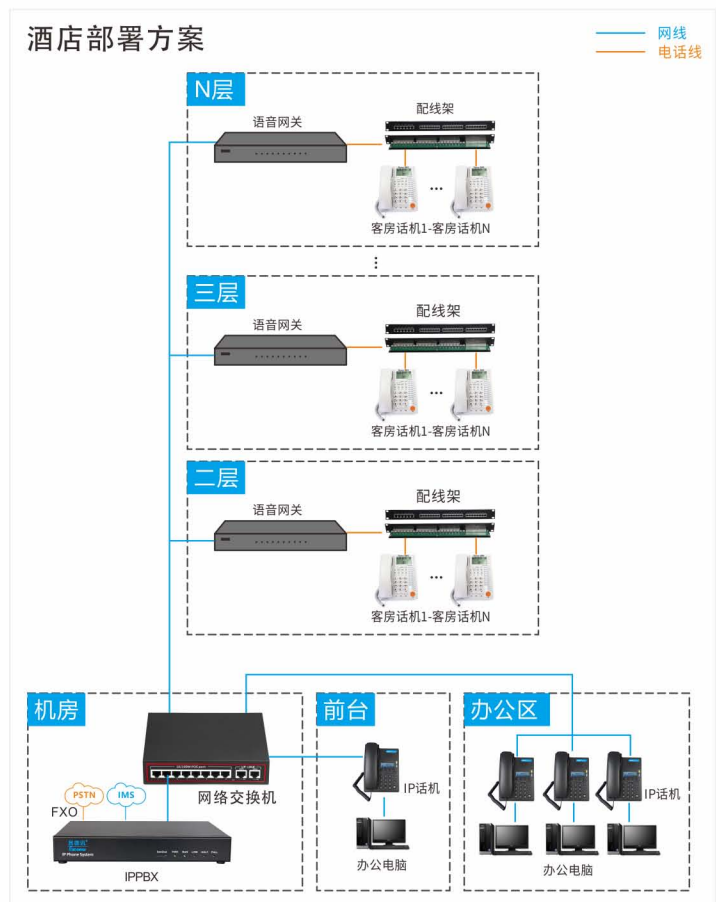 酒店部署方案
网线
电话线
N层
语音网关
配线架
...
客房话机1-客房话机N
...
三层
语音网关
配线架
...
客房话机1-客房话机N
二层
语音网关
配线架
...
客房话机1-客房话机N
机房
网络交换机
PSTN
IMS
FXO
IP Phone System
IPPBX
前台
IP话机
办公电脑
办公区
IP话机
办公电脑